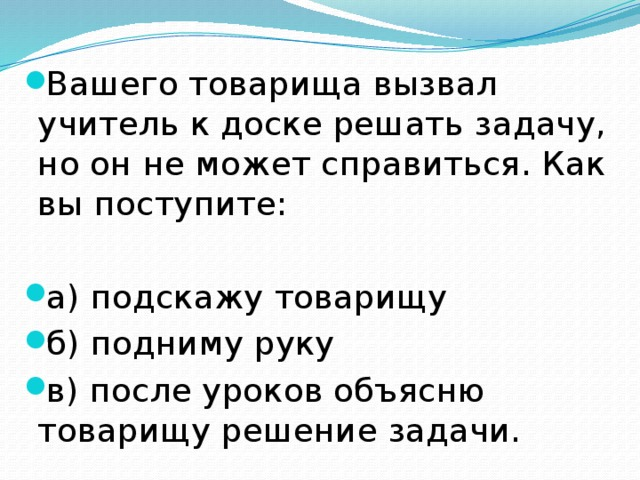 Вашего товарища вызвал
учитель к доске решать задачу,
но он не может справиться. Как
вы поступите:
а) подскажу товарищу
б) подниму руку
в) после уроков объясню
товарищу решение задачи.